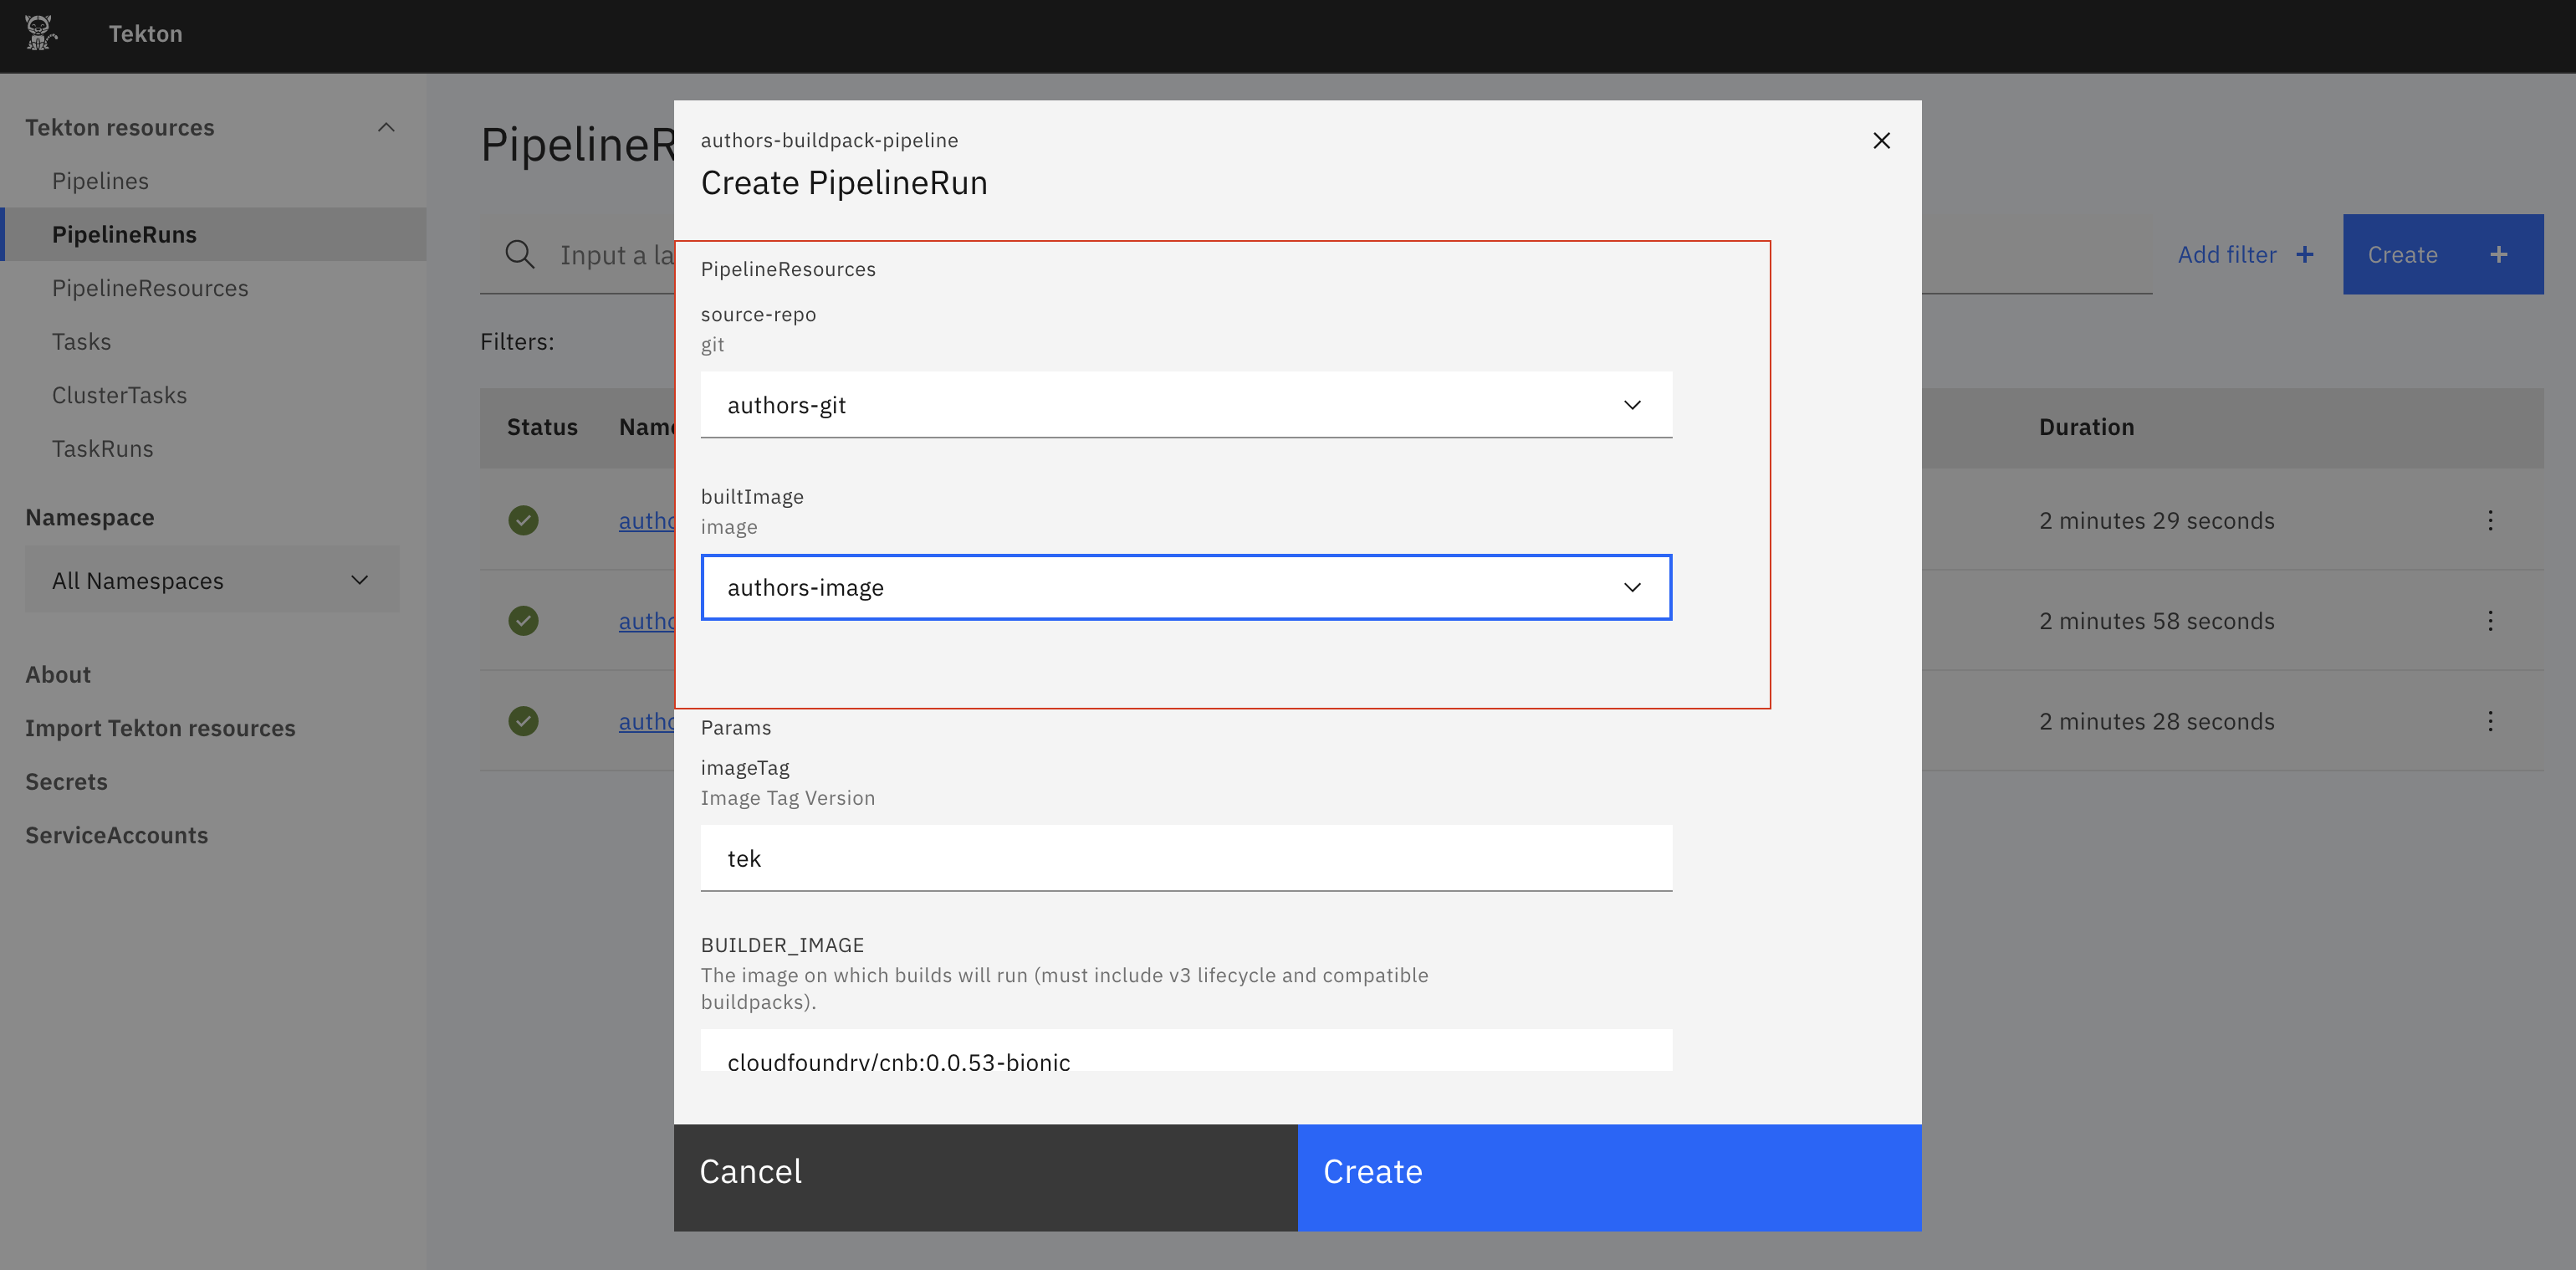 Tekton
Tekton resources
Pipelines
PipelineRuns
PipelineResources
Tasks
ClusterTasks
TaskRuns
Namespace
All Namespaces
About
Import Tekton resources
Secrets
ServiceAccounts
PipelineR
Input a la
Add filter +
Create +
Filters:
Status Name Duration
autho 2 minutes 29 seconds
autho 2 minutes 58 seconds
autho 2 minutes 28 seconds
authors-buildpack-pipeline
Create PipelineRun
PipelineResources
source-repo
git
authors-git
builtImage
image
authors-image
Params
imageTag
Image Tag Version
tek
BUILDER_IMAGE
The image on which builds will run (must include v3 lifecycle and compatible
buildpacks).
cloudfoundry/cnb:0.0.53-bionic
Cancel
Create